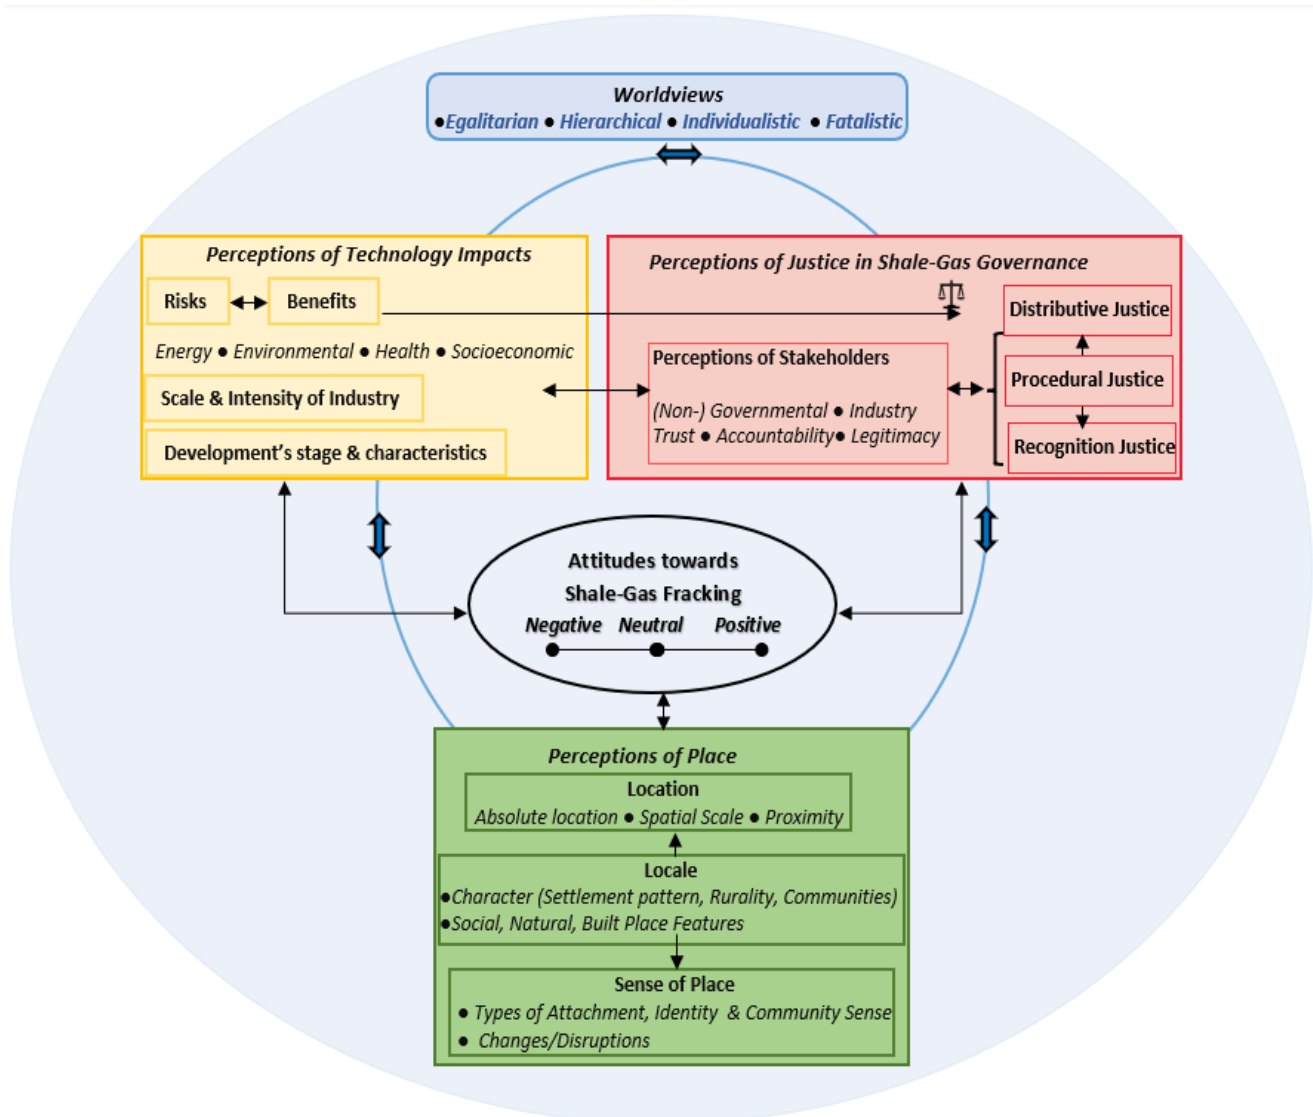 Worldviews
●Egalitarian ● Hierarchical ● Individualistic ● Fatalistic
Perceptions of Technology Impacts
Risks
Benefits
Energy ● Environmental ● Health ● Socioeconomic
Scale & Intensity of Industry
Development’s stage & characteristics
Perceptions of Justice in Shale-Gas Governance
Perceptions of Stakeholders
(Non-) Governmental ● Industry
Trust ● Accountability● Legitimacy
Distributive Justice
Procedural Justice
Recognition Justice
Attitudes towards
Shale-Gas Fracking
Negative Neutral Positive
Perceptions of Place
Location
Absolute location ● Spatial Scale ● Proximity
Locale
●Character (Settlement pattern, Rurality, Communities)
●Social, Natural, Built Place Features
Sense of Place
● Types of Attachment, Identity & Community Sense
● Changes/Disruptions